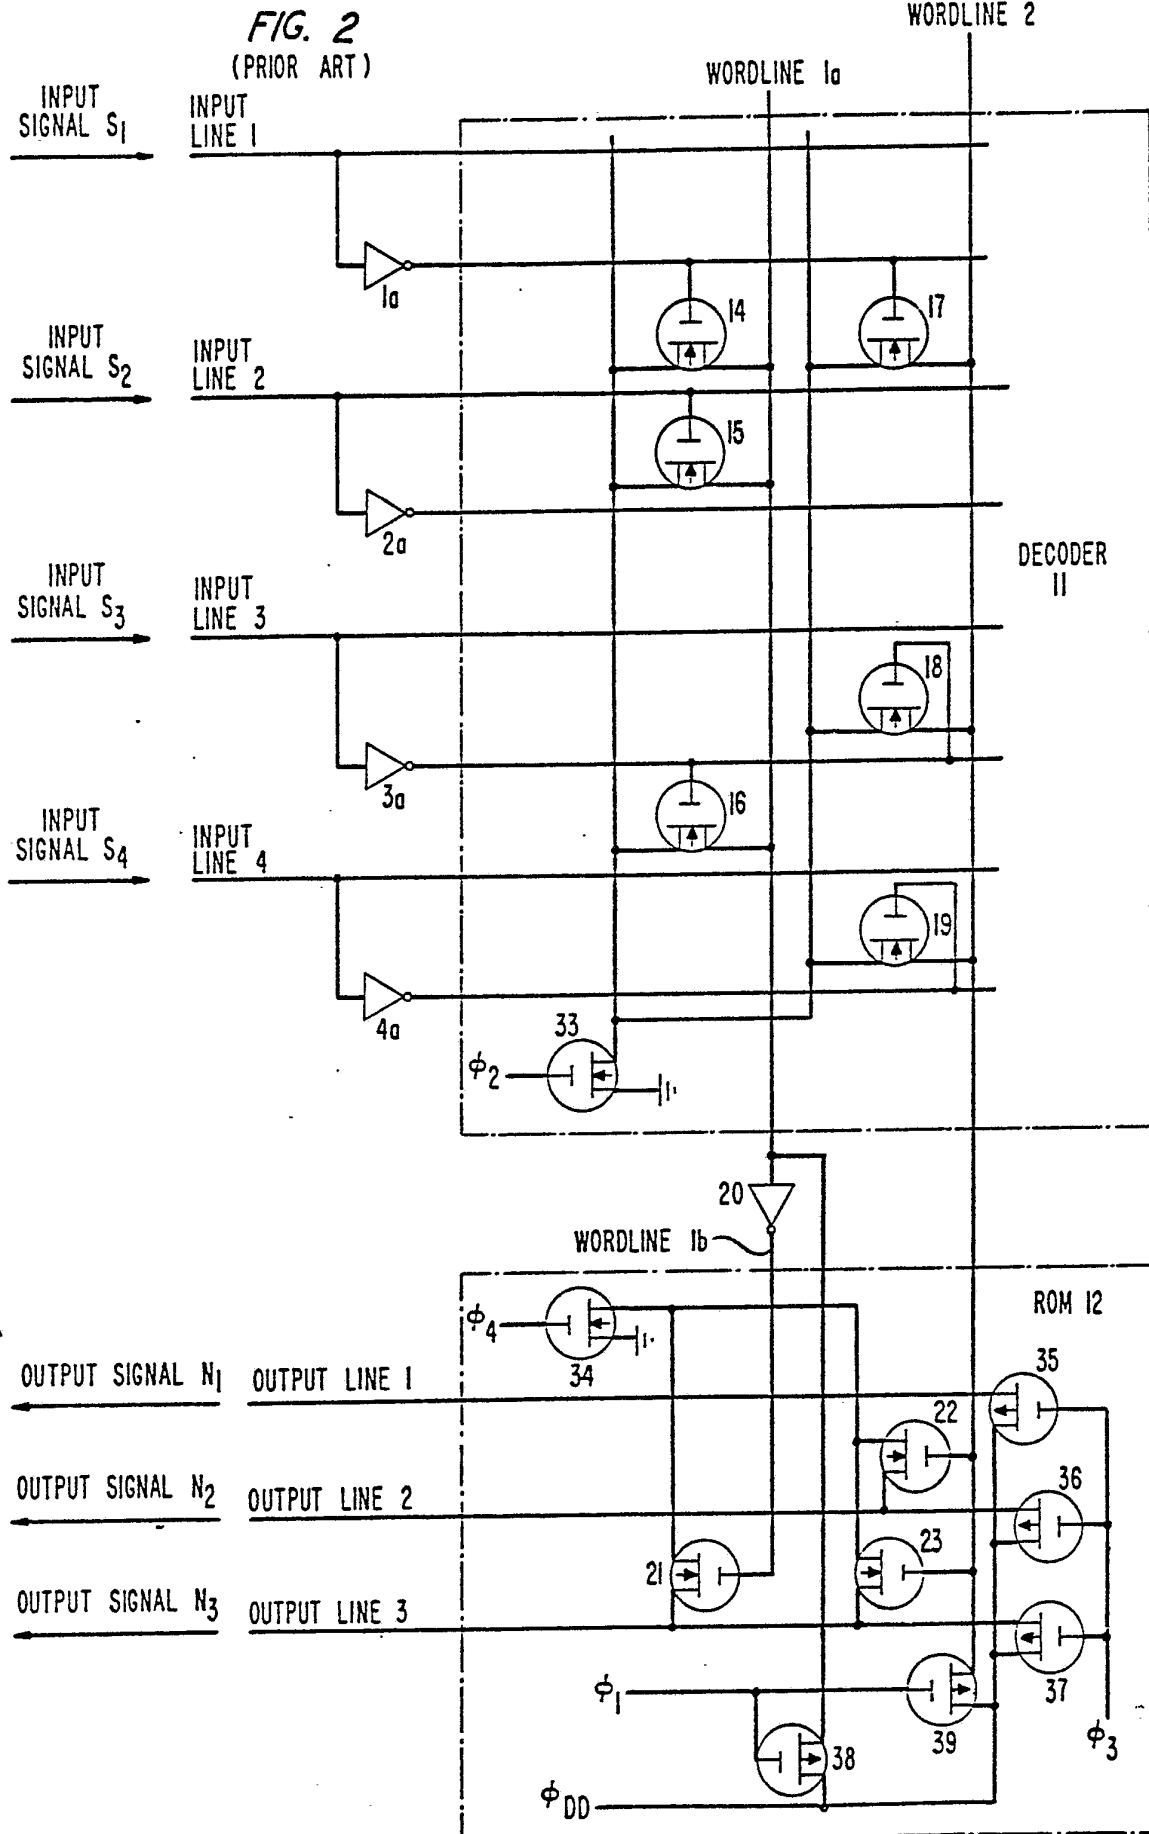 FIG. 2
(PRIOR ART)
WORDLINE 2
WORDLINE 1a
INPUT
SIGNAL S1
INPUT
LINE 1
1a
14
17
INPUT
SIGNAL S2
INPUT
LINE 2
15
2a
DECODER
11
INPUT
SIGNAL S3
INPUT
LINE 3
18
3a
16
INPUT
SIGNAL S4
INPUT
LINE 4
19
4a
33
ϕ2
20
WORDLINE 1b
ROM 12
ϕ4
34
35
OUTPUT SIGNAL N1
OUTPUT LINE 1
22
36
OUTPUT SIGNAL N2
OUTPUT LINE 2
21
23
OUTPUT SIGNAL N3
OUTPUT LINE 3
37
ϕ1
39
ϕ3
38
ϕDD